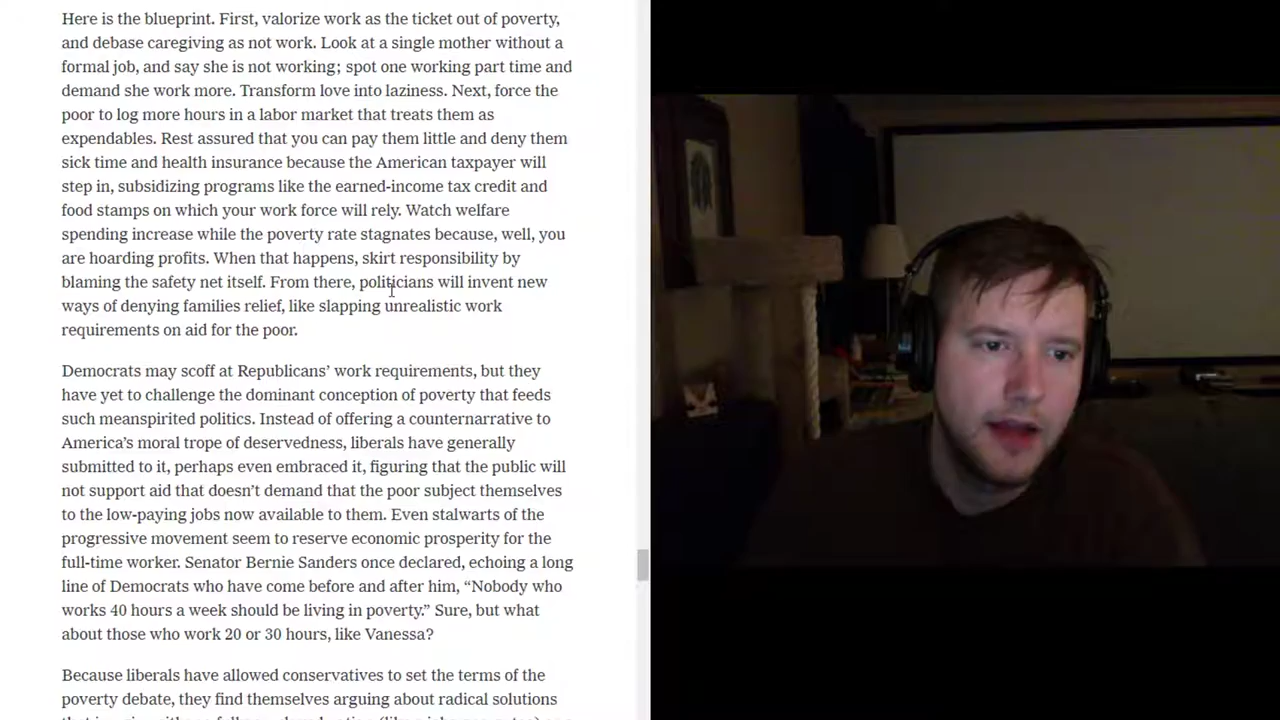 Here is the blueprint. First, valorize work as the ticket out of poverty,
and debase caregiving as not work. Look at a single mother without a
formal job, and say she is not working; spot one working part time and
demand she work more. Transform love into laziness. Next, force the
poor to log more hours in a labor market that treats them as
expendables. Rest assured that you can pay them little and deny them
sick time and health insurance because the American taxpayer will
step in, subsidizing programs like the earned-income tax credit and
food stamps on which your work force will rely. Watch welfare
spending increase while the poverty rate stagnates because, well, you
are hoarding profits. When that happens, skirt responsibility by
blaming the safety net itself. From there, politicians will invent new
ways of denying families relief, like slapping unrealistic work
requirements on aid for the poor.
Democrats may scoff at Republicans’ work requirements, but they
have yet to challenge the dominant conception of poverty that feeds
such meanspirited politics. Instead of offering a counternarrative to
America’s moral trope of deservedness, liberals have generally
submitted to it, perhaps even embraced it, figuring that the public will
not support aid that doesn’t demand that the poor subject themselves
to the low-paying jobs now available to them. Even stalwarts of the
progressive movement seem to reserve economic prosperity for the
full-time worker. Senator Bernie Sanders once declared, echoing a long
line of Democrats who have come before and after him, “Nobody who
works 40 hours a week should be living in poverty.” Sure, but what
about those who work 20 or 30 hours, like Vanessa?
Because liberals have allowed conservatives to set the terms of the
poverty debate, they find themselves arguing about radical solutions